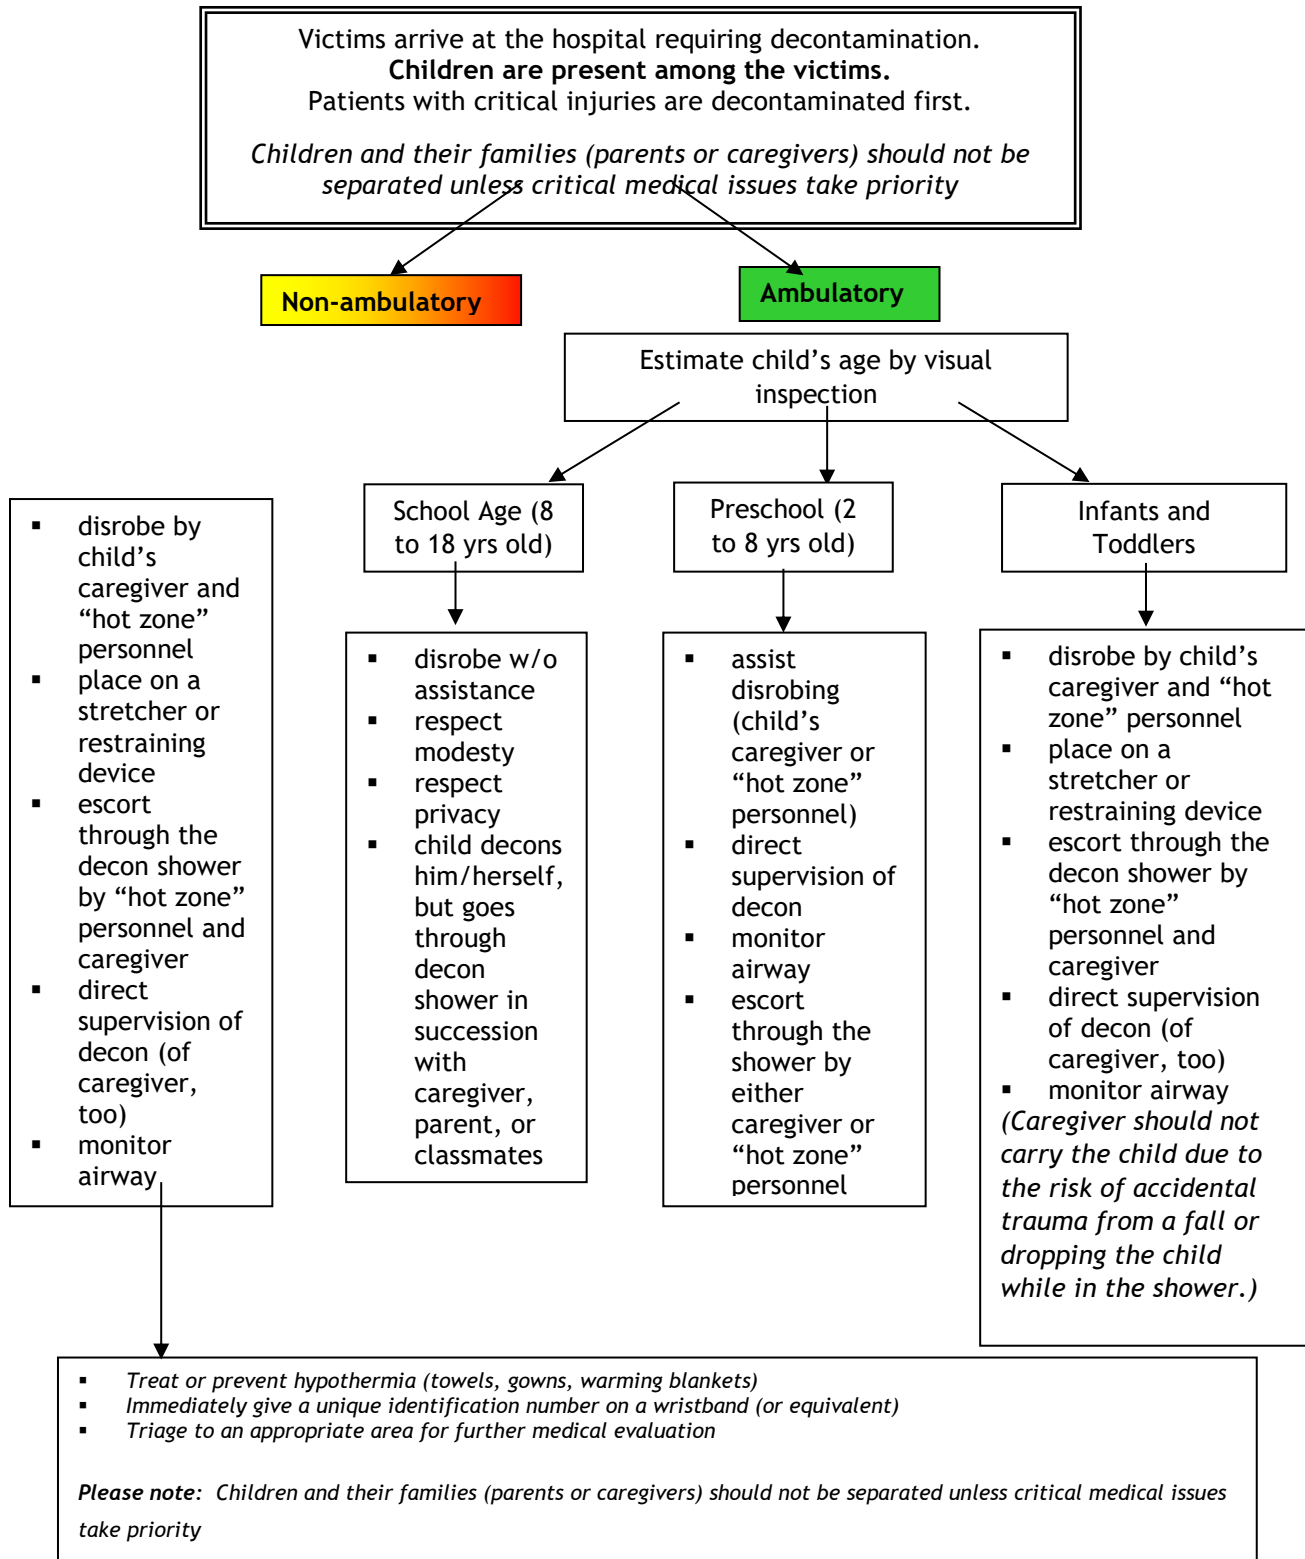 Victims arrive at the hospital requiring decontamination.
Children are present among the victims.
Patients with critical injuries are decontaminated first.
Children and their families (parents or caregivers) should not be
separated unless critical medical issues take priority
Non-ambulatory
Ambulatory
Estimate child’s age by visual
inspection
▪ disrobe by
child’s
caregiver and
“hot zone”
personnel
▪ place on a
stretcher or
restraining
device
▪ escort
through the
decon shower
by “hot zone”
personnel and
caregiver
▪ direct
supervision of
decon (of
caregiver,
too)
▪ monitor
airway
School Age (8
to 18 yrs old)
▪ disrobe w/o
assistance
▪ respect
modesty
▪ respect
privacy
▪ child decons
him/herself,
but goes
through
decon
shower in
succession
with
caregiver,
parent, or
classmates
Preschool (2
to 8 yrs old)
▪ assist
disrobing
(child’s
caregiver or
“hot zone”
personnel)
▪ direct
supervision of
decon
▪ monitor
airway
▪ escort
through the
shower by
either
caregiver or
“hot zone”
personnel
Infants and
Toddlers
▪ disrobe by child’s
caregiver and “hot
zone” personnel
▪ place on a
stretcher or
restraining device
▪ escort through the
decon shower by
“hot zone”
personnel and
caregiver
▪ direct supervision
of decon (of
caregiver, too)
▪ monitor airway
(Caregiver should not
carry the child due to
the risk of accidental
trauma from a fall or
dropping the child
while in the shower.)
▪ Treat or prevent hypothermia (towels, gowns, warming blankets)
▪ Immediately give a unique identification number on a wristband (or equivalent)
▪ Triage to an appropriate area for further medical evaluation
Please note: Children and their families (parents or caregivers) should not be separated unless critical medical issues
take priority